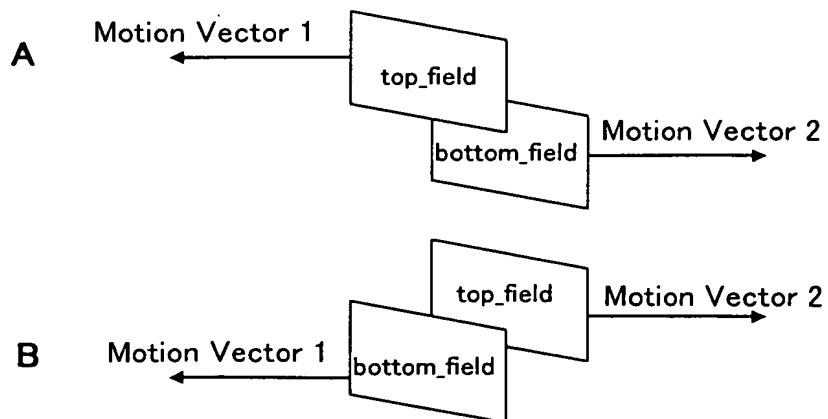 Motion Vector 1
A
top_field
Motion Vector 2
bottom_field
top_field
Motion Vector 2
B
Motion Vector 1
bottom_field